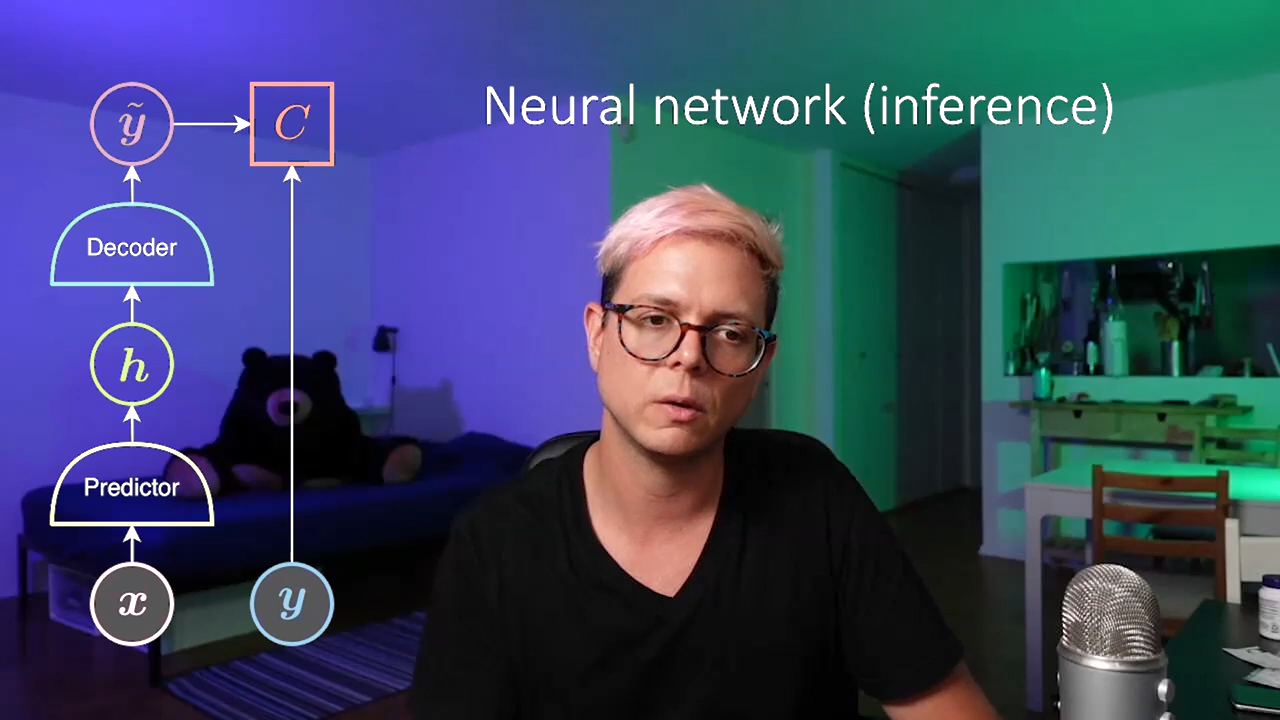 Neural network (inference)
ỹ
C
Decoder
h
Predictor
x
y